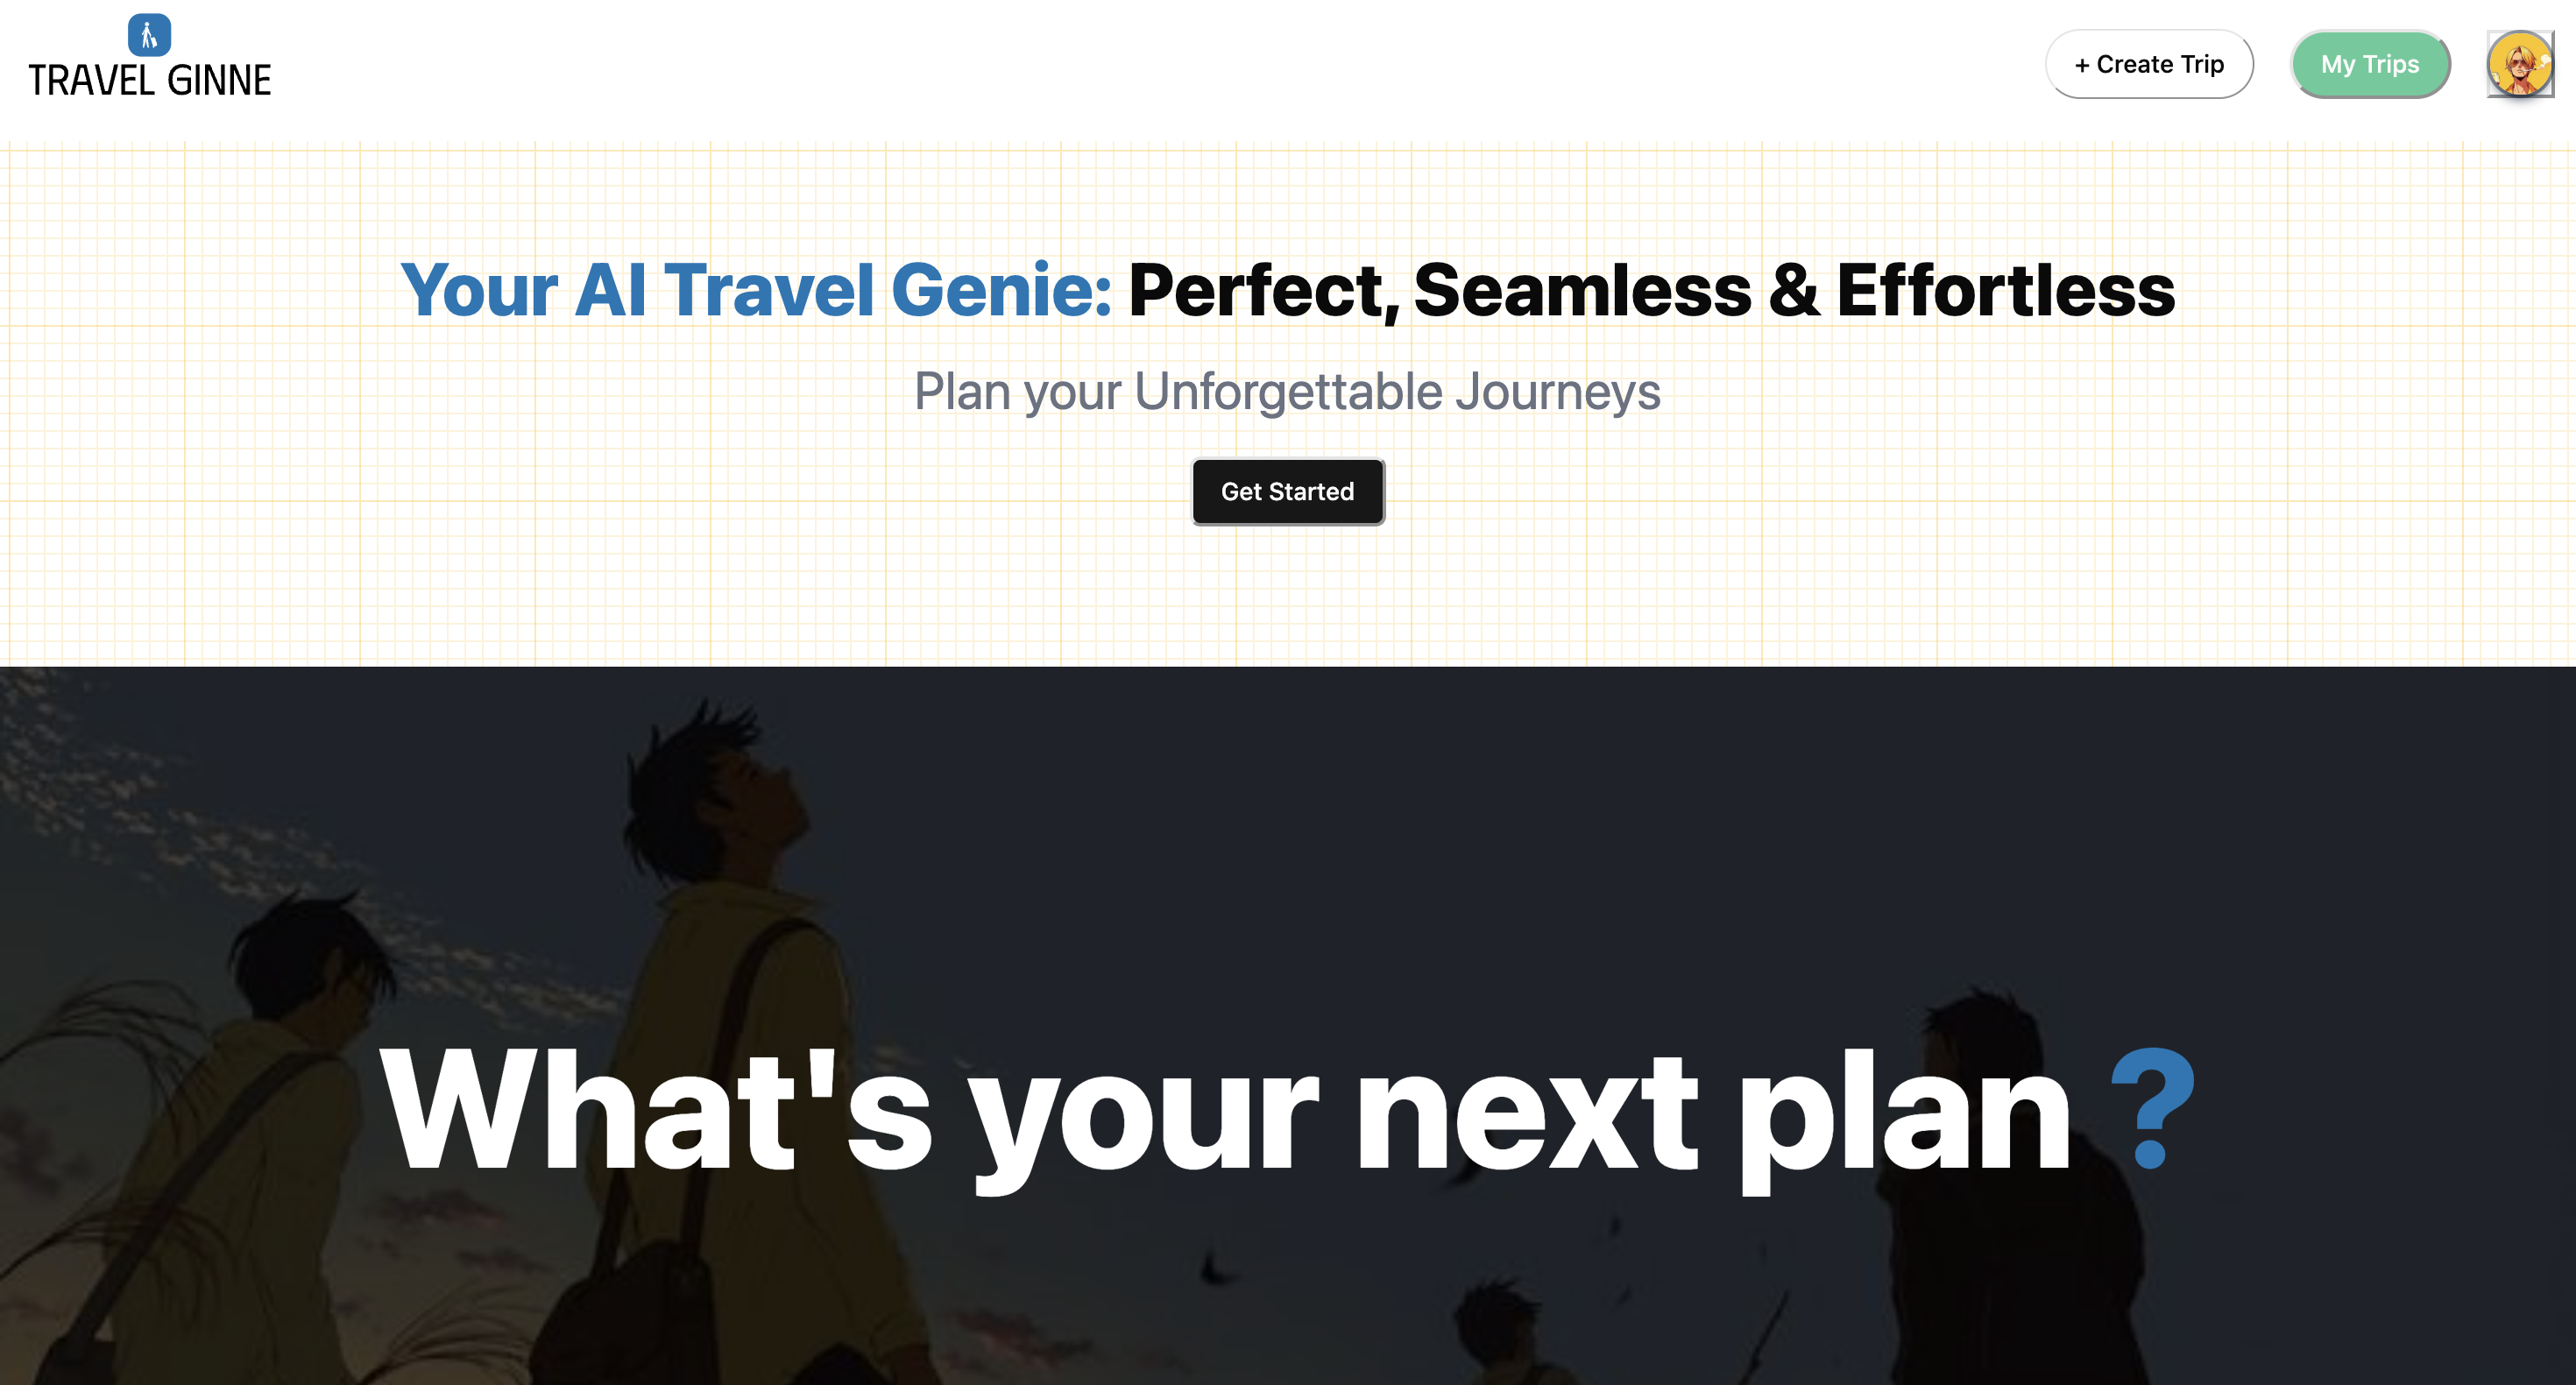 TRAVEL GINNE
+ Create Trip
My Trips
Your AI Travel Genie: Perfect, Seamless & Effortless
Plan your Unforgettable Journeys
Get Started
What's your next plan ?